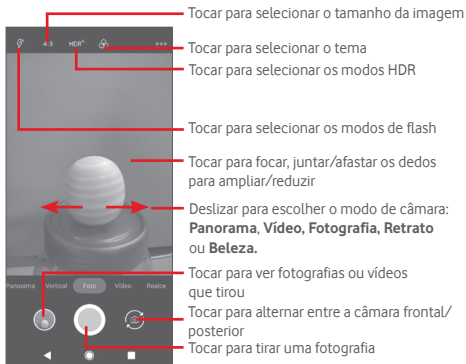 Tocar para selecionar o tamanho da imagem
4:3
HDR
Tocar para selecionar o tema
Tocar para selecionar os modos HDR
Tocar para selecionar os modos de flash
Tocar para focar, juntar/afastar os dedos
para ampliar/reduzir
Deslizar para escolher o modo de câmara:
Panorama, Vídeo, Fotografia, Retrato
ou Beleza.
Panorama Vertical Foto Vídeo Realce
Tocar para ver fotografias ou vídeos
que tirou
Tocar para alternar entre a câmara frontal/
posterior
Tocar para tirar uma fotografia